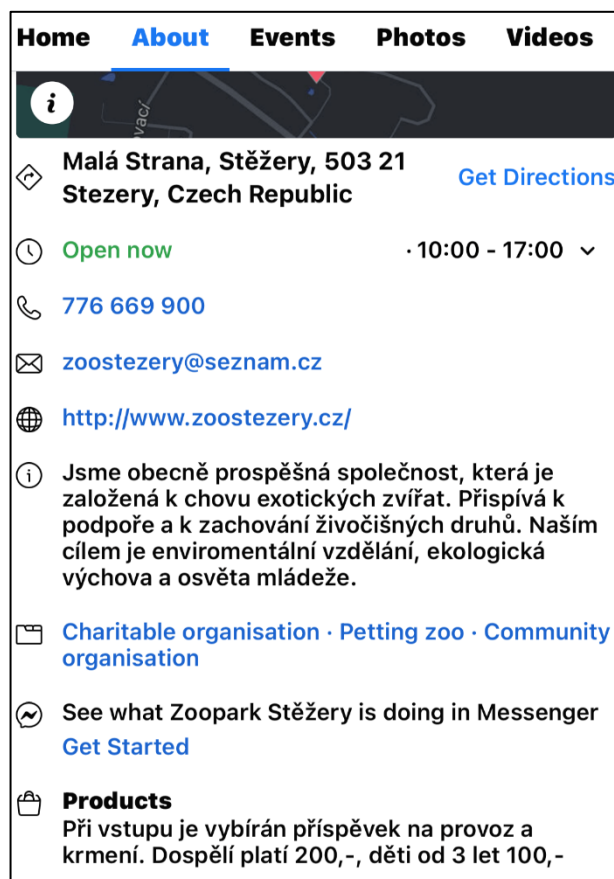 Home About Events Photos Videos
i
vací
Malá Strana, Stěžery, 503 21
Stezery, Czech Republic
Get Directions
Open now · 10:00 - 17:00
776 669 900
zoostezery@seznam.cz
http://www.zoostezery.cz/
Jsme obecně prospěšná společnost, která je
založená k chovu exotických zvířat. Přispívá k
podpoře a k zachování živočišných druhů. Naším
cílem je enviromentální vzdělání, ekologická
výchova a osvěta mládeže.
Charitable organisation · Petting zoo · Community
organisation
See what Zoopark Stěžery is doing in Messenger
Get Started
Products
Při vstupu je vybírán příspěvek na provoz a
krmení. Dospělí platí 200,-, děti od 3 let 100,-